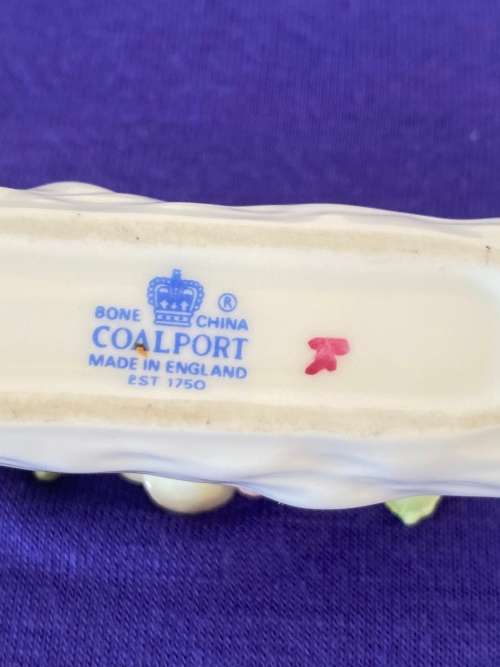 BONE CHINA ®
COALPORT
MADE IN ENGLAND
EST 1750